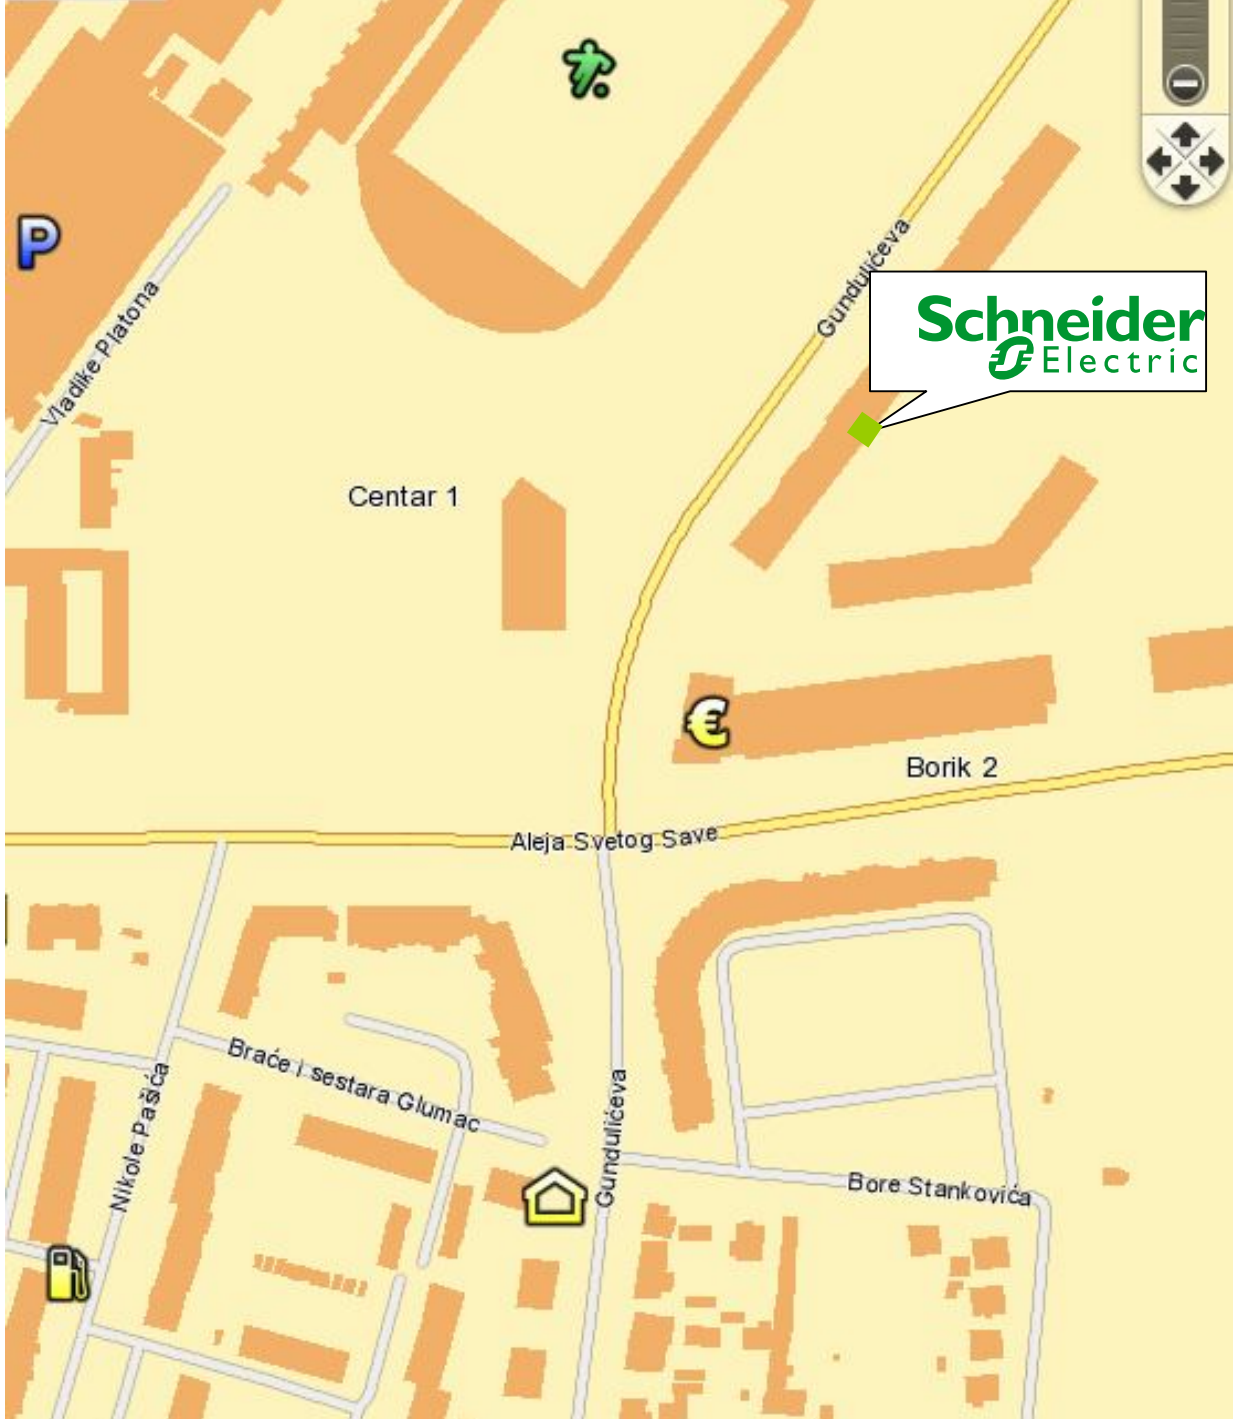 P
Gundulićeva
Schneider
Electric
Vladike Platona
Centar 1
€
Borik 2
Aleja Svetog Save
Braće i sestara Glumac
Nikole Pašića
Gundulićeva
Bore Stankovića